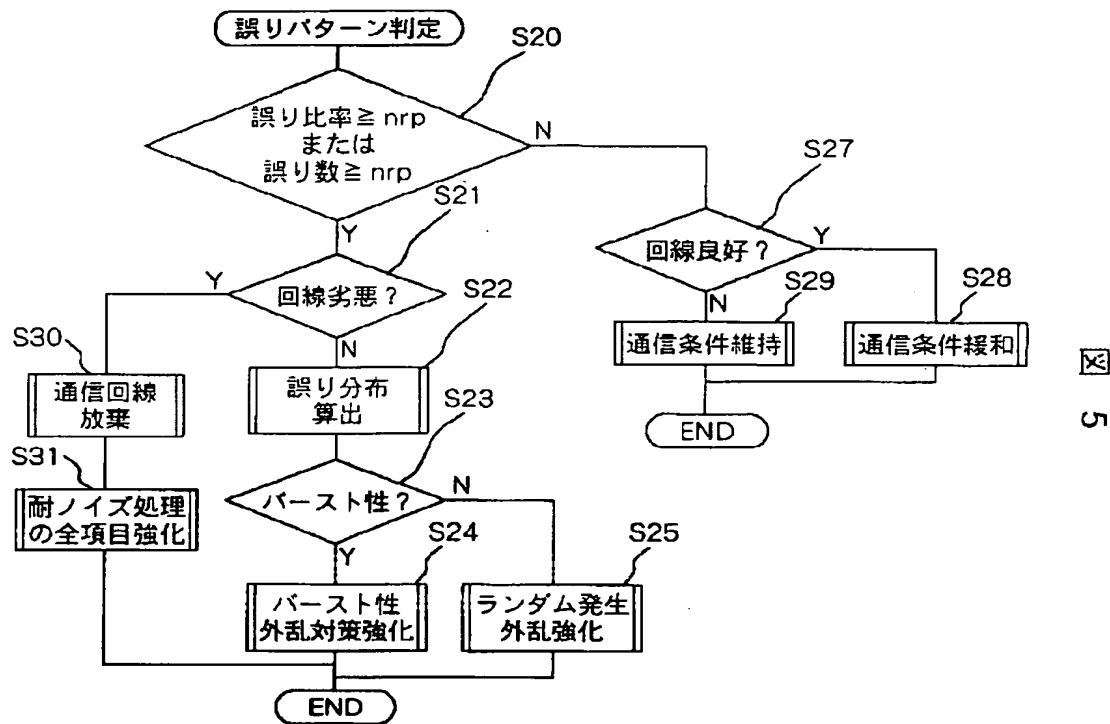 誤りパターン判定
S20
誤り比率≧nrp
または
誤り数≧nrp
N
Y
S21
回線劣悪?
Y
N
S22
誤り分布
算出
S23
バースト性?
N
Y
S24
バースト性
外乱対策強化
S25
ランダム発生
外乱強化
S30
通信回線
放棄
S31
耐ノイズ処理
の全項目強化
END
S27
回線良好?
Y
N
S29
通信条件維持
S28
通信条件緩和
END
図5